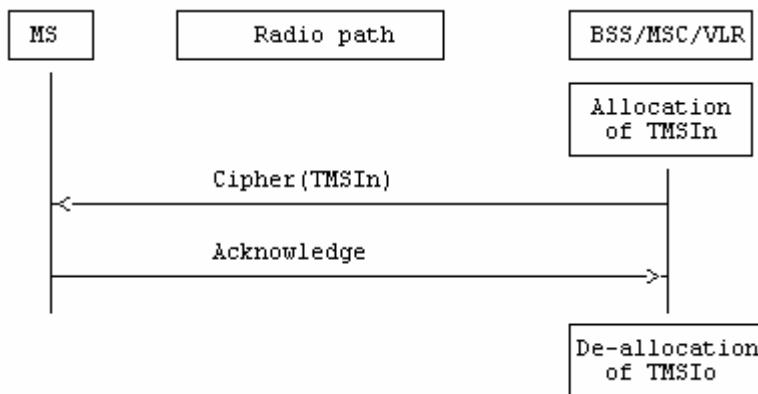 MS
Radio path
BSS/MSC/VLR
Allocation
of TMSIn
Cipher(TMSIn)
Acknowledge
De-allocation
of TMSIo